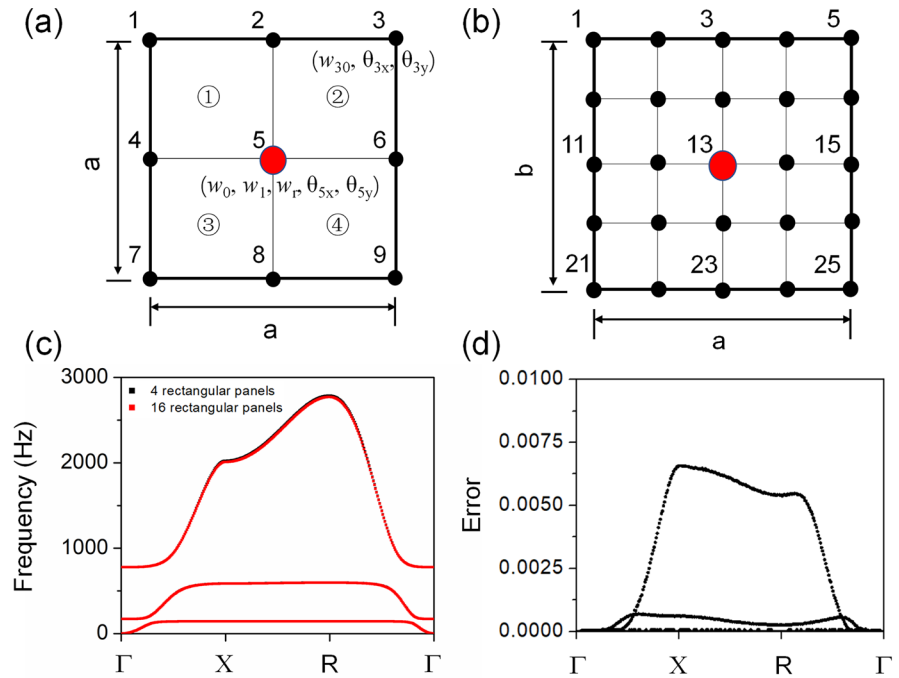 (a)
1 2 3
(w30, θ3x, θ3y)
① ②
4 5 6
a
(w0, w1, wr, θ5x, θ5y)
③ ④
7 8 9
a
(b)
1 3 5
11 13 15
b
21 23 25
a
(c)
3000
4 rectangular panels
16 rectangular panels
2000
1000
0
Frequency (Hz)
Γ X R Γ
(d)
0.0100
0.0075
0.0050
0.0025
0.0000
Error
Γ X R Γ